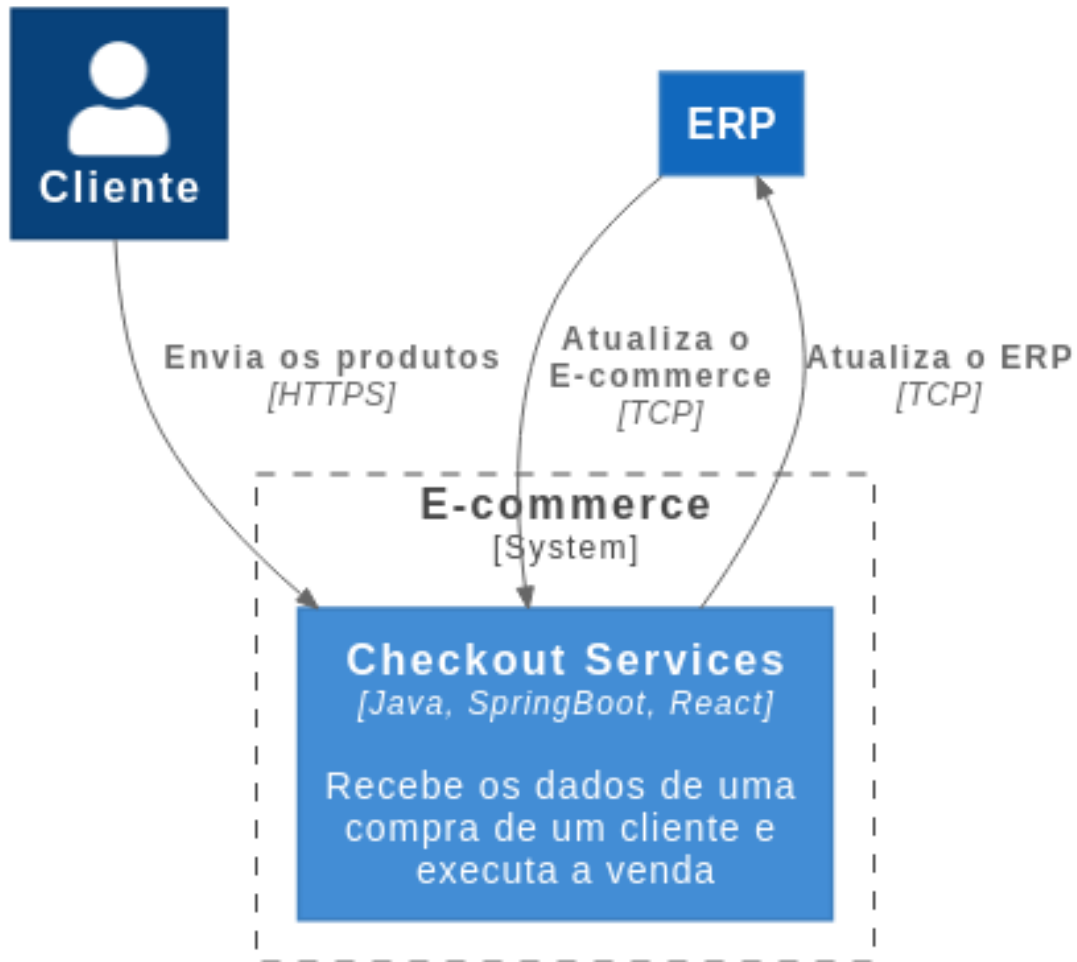 Cliente
ERP
Envia os produtos
[HTTPS]
Atualiza o
E-commerce
[TCP]
Atualiza o ERP
[TCP]
E-commerce
[System]
Checkout Services
[Java, SpringBoot, React]
Recebe os dados de uma
compra de um cliente e
executa a venda